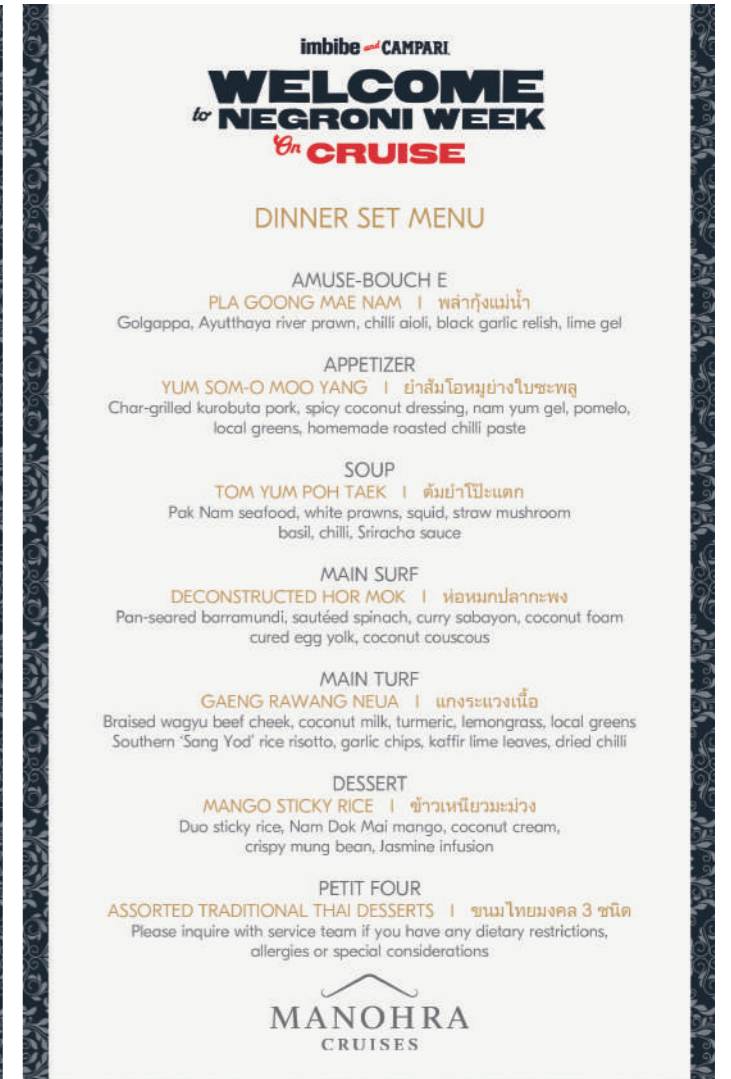 imbibe and CAMPARI
WELCOME
to NEGRONI WEEK
On CRUISE
DINNER SET MENU
AMUSE-BOUCH E
PLA GOONG MAE NAM | พล่ากุ้งแม่น้ำ
Golgappa, Ayutthaya river prawn, chilli aioli, black garlic relish, lime gel
APPETIZER
YUM SOM-O MOO YANG | ยำส้มโอหมูย่างใบชะพลู
Char-grilled kurobuta pork, spicy coconut dressing, nam yum gel, pomelo,
local greens, homemade roasted chilli paste
SOUP
TOM YUM POH TAEK | ต้มยำโป๊ะแตก
Pak Nam seafood, white prawns, squid, straw mushroom
basil, chilli, Sriracha sauce
MAIN SURF
DECONSTRUCTED HOR MOK | ห่อหมกปลากะพง
Pan-seared barramundi, sautéed spinach, curry sabayon, coconut foam
cured egg yolk, coconut couscous
MAIN TURF
GAENG RAWANG NEUA | แกงระแวงเนื้อ
Braised wagyu beef cheek, coconut milk, turmeric, lemongrass, local greens
Southern ‘Sang Yod’ rice risotto, garlic chips, kaffir lime leaves, dried chilli
DESSERT
MANGO STICKY RICE | ข้าวเหนียวมะม่วง
Duo sticky rice, Nam Dok Mai mango, coconut cream,
crispy mung bean, Jasmine infusion
PETIT FOUR
ASSORTED TRADITIONAL THAI DESSERTS | ขนมไทยมงคล 3 ชนิด
Please inquire with service team if you have any dietary restrictions,
allergies or special considerations
MANOHRA
CRUISES